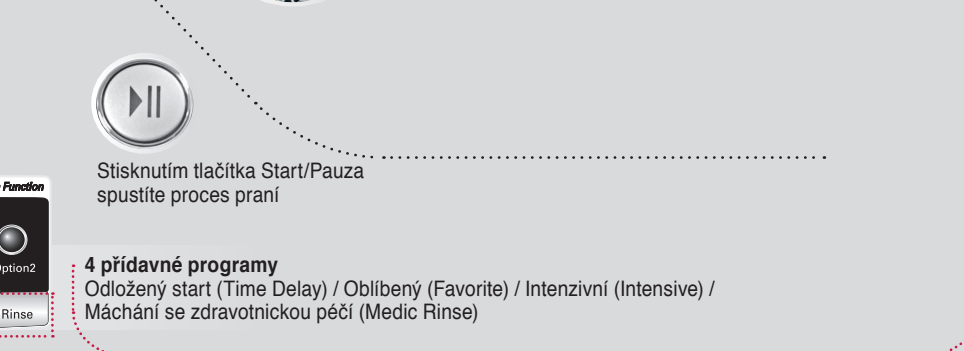 Stisknutím tlačítka Start/Pauza
spustíte proces praní
Function
Option2
Rinse
4 přídavné programy
Odložený start (Time Delay) / Oblíbený (Favorite) / Intenzivní (Intensive) /
Máchání se zdravotnickou péčí (Medic Rinse)